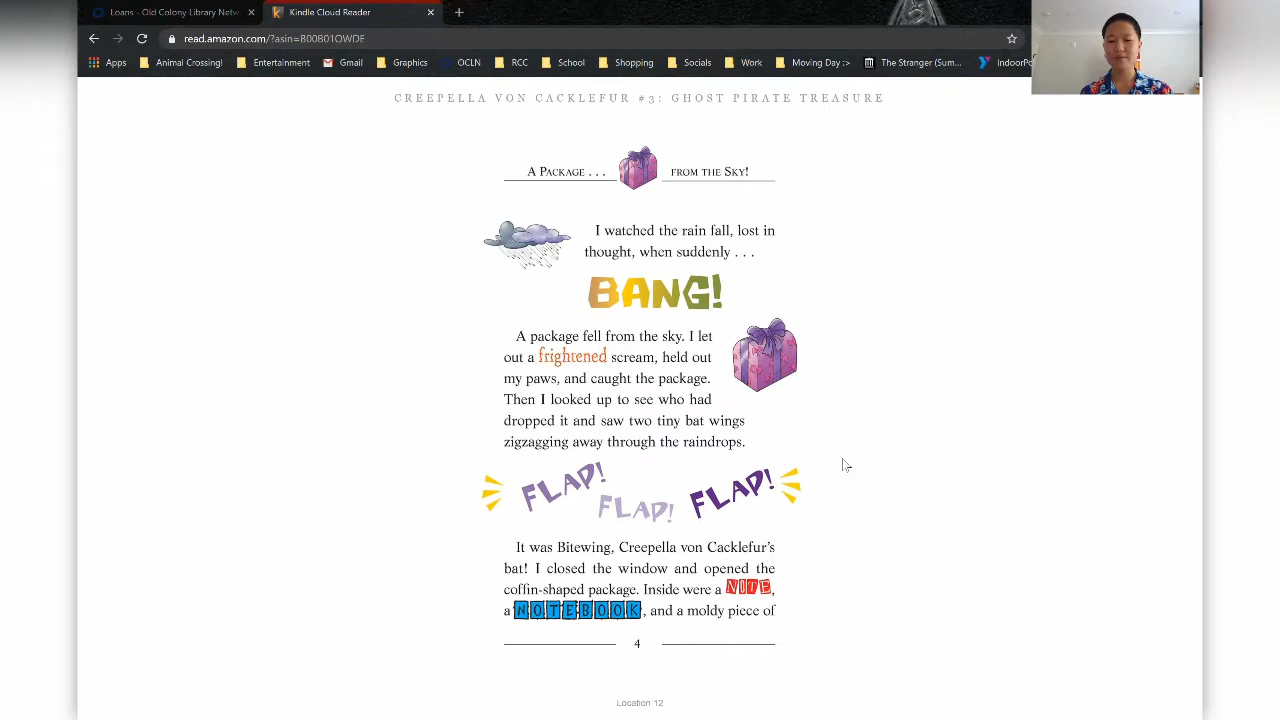 Loans - Old Colony Library Netw
Kindle Cloud Reader
read.amazon.com/?asin=B00B01OWDE
Apps Animal Crossing! Entertainment Gmail Graphics OCLN RCC School Shopping Socials Work Moving Day ;> The Stranger (Sum... IndoorPo
CREEPELLA VON CACKLEFUR #3: GHOST PIRATE TREASURE
A PACKAGE . . . FROM THE SKY!
I watched the rain fall, lost in
thought, when suddenly . . .
BANG!
A package fell from the sky. I let
out a frightened scream, held out
my paws, and caught the package.
Then I looked up to see who had
dropped it and saw two tiny bat wings
zigzagging away through the raindrops.
FLAP! FLAP! FLAP!
It was Bitewing, Creepella von Cacklefur's
bat! I closed the window and opened the
coffin-shaped package. Inside were a NOTE,
a NOTEBOOK, and a moldy piece of
4
Location 12